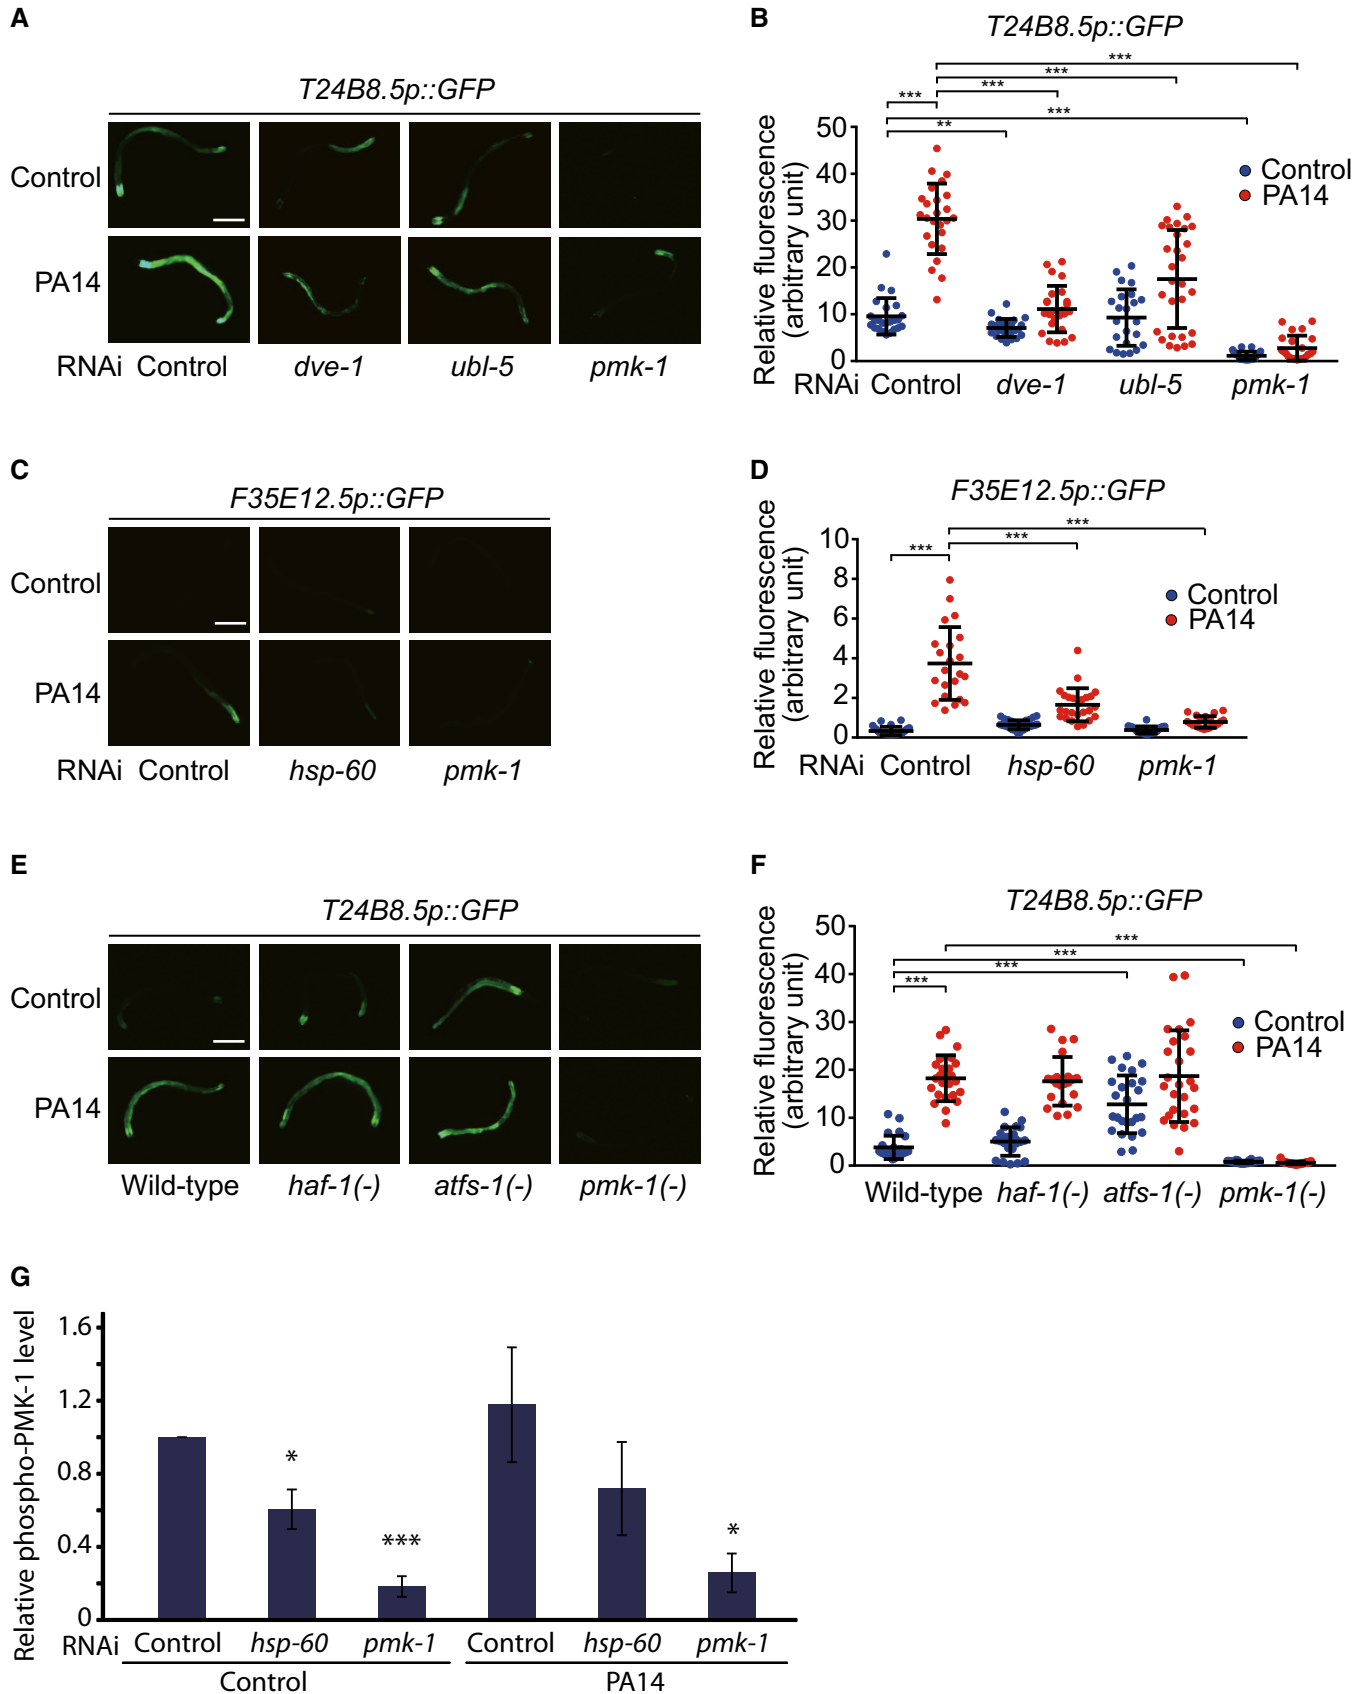 A
T24B8.5p::GFP
Control
PA14
RNAi Control dve-1 ubl-5 pmk-1
B
T24B8.5p::GFP
***
***
***
***
***
**
Relative fluorescence
(arbitrary unit)
50
40
30
20
10
0
Control
PA14
RNAi Control dve-1 ubl-5 pmk-1
C
F35E12.5p::GFP
Control
PA14
RNAi Control hsp-60 pmk-1
D
F35E12.5p::GFP
***
***
***
Relative fluorescence
(arbitrary unit)
10
8
6
4
2
0
Control
PA14
RNAi Control hsp-60 pmk-1
E
T24B8.5p::GFP
Control
PA14
Wild-type haf-1(-) atfs-1(-) pmk-1(-)
F
T24B8.5p::GFP
***
***
***
***
Relative fluorescence
(arbitrary unit)
50
40
30
20
10
0
Control
PA14
Wild-type haf-1(-) atfs-1(-) pmk-1(-)
G
Relative phospho-PMK-1 level
1.6
1.2
0.8
0.4
0
*
***
*
RNAi Control hsp-60 pmk-1 Control hsp-60 pmk-1
Control PA14